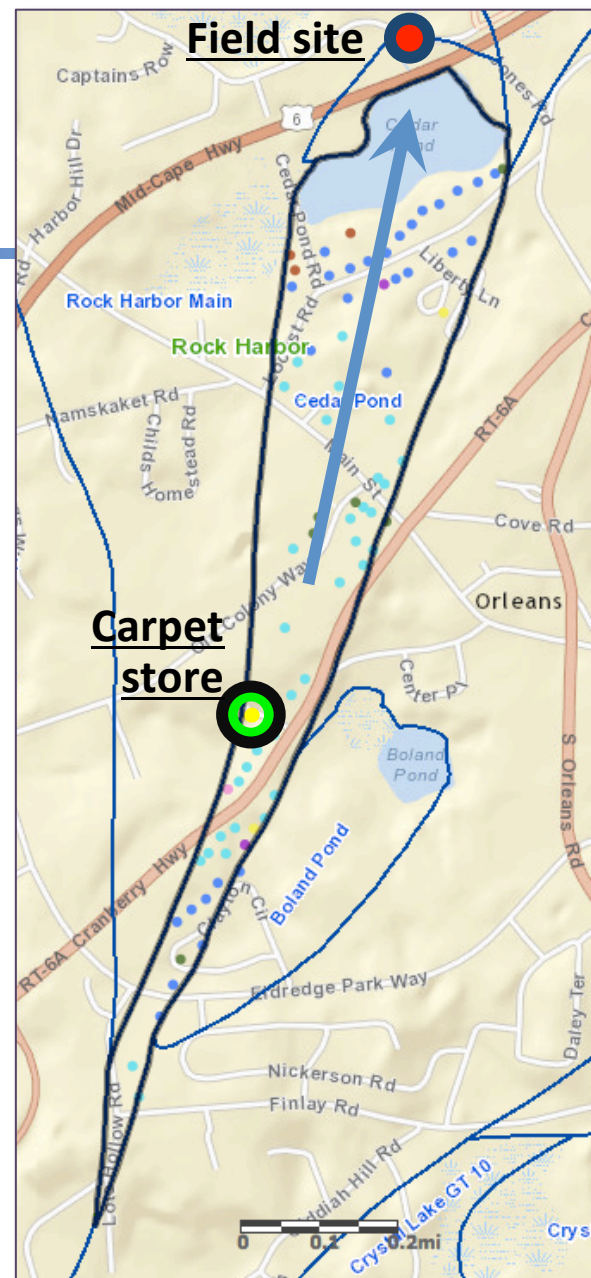 Field site
Captains Row
6
Jones Rd
Cedar
Pond
Harbor Hill Dr
Mid-Cape Hwy
Cedar Pond Rd
Rd
Liberty Ln
Rock Harbor Main
Rock Harbor
Locust Rd
Namskaket Rd
Cedar Pond
RT-6A
Childs
Homestead Rd
Main St
Cove Rd
Old Colony Way
Orleans
Carpet
store
Center Pl
Boland
Pond
S Orleans Rd
Boland Pond
RT-6A Cranberry Hwy
Clayton Cir
Eldredge Park Way
Daley Ter
Nickerson Rd
Finlay Rd
Hollow Rd
Hill Rd
Crystal Lake GT 10
Crys
0 0.1 0.2mi